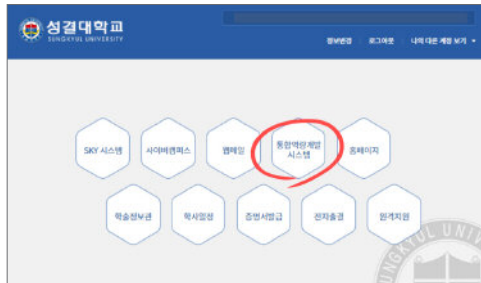 성결대학교
SUNGKYUL UNIVERSITY
정보변경 로그아웃 나의 다른 계정 보기
SKY 시스템
사이버캠퍼스
웹메일
통합역량개발
시스템
홈페이지
학술정보관
학사일정
증명서발급
전자출결
원격지원
SUNGKYUL UNIV